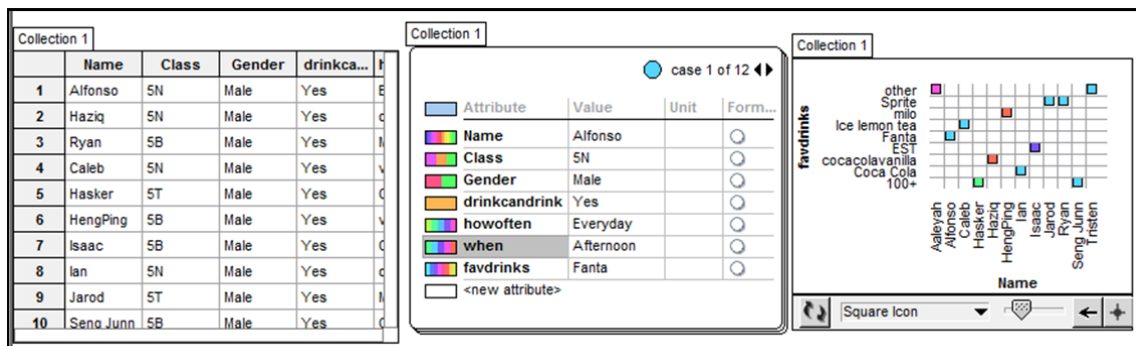 Collection 1
Name Class Gender drinkca...
1 Alfonso 5N Male Yes
2 Haziq 5N Male Yes
3 Ryan 5B Male Yes
4 Caleb 5N Male Yes
5 Hasker 5T Male Yes
6 HengPing 5B Male Yes
7 Isaac 5B Male Yes
8 Ian 5N Male Yes
9 Jarod 5T Male Yes
10 Seng Junn 5B Male Yes
Collection 1
case 1 of 12
Attribute Value Unit Form...
Name Alfonso
Class 5N
Gender Male
drinkcandrink Yes
howoften Everyday
when Afternoon
favdrinks Fanta
<new attribute>
Collection 1
favdrinks
other
Sprite
milo
Ice lemon tea
Fanta
EST
cocacolavanilla
Coca Cola
100+
Aaleyah
Alfonso
Caleb
Hasker
Haziq
HengPing
Ian
Isaac
Jarod
Ryan
Seng Junn
Tristen
Name
Square Icon